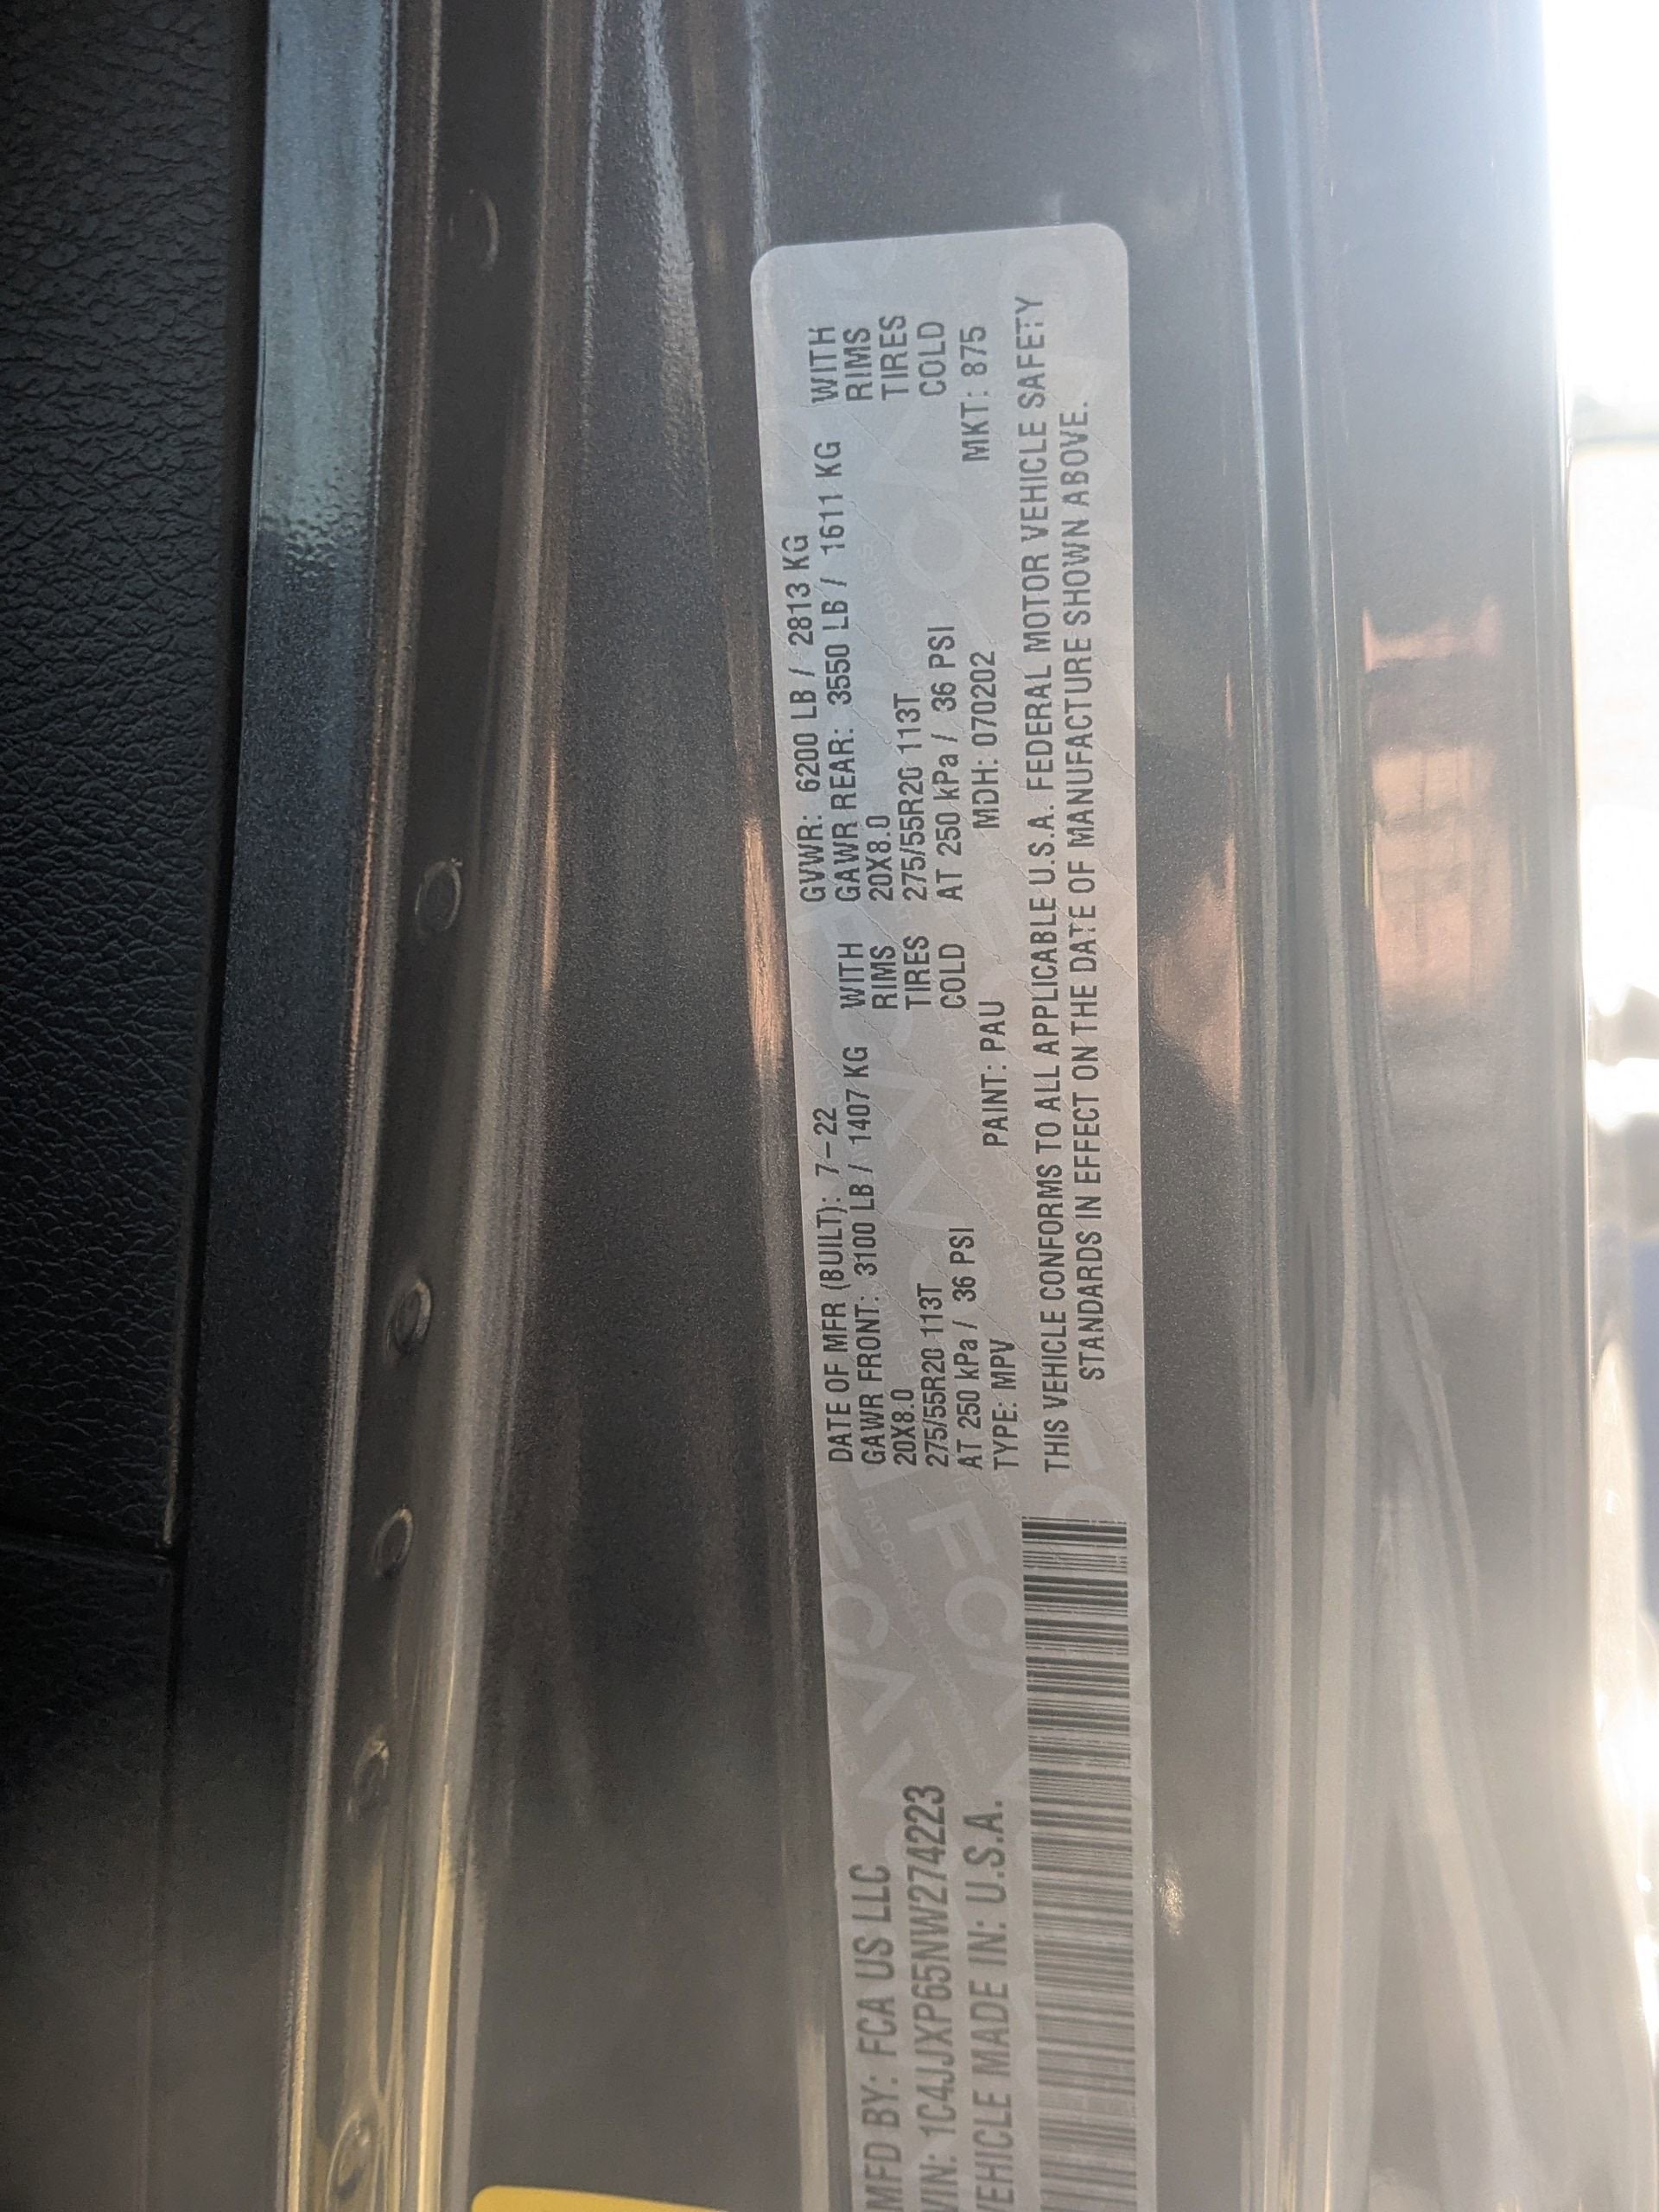 MFD BY: FCA US LLC
VIN: 1C4JJXP65NW274223
VEHICLE MADE IN: U.S.A.
DATE OF MFR (BUILT): 7-22 GVWR: 6200 LB / 2813 KG
GAWR FRONT: 3100 LB / 1407 KG WITH GAWR REAR: 3550 LB / 1611 KG WITH
20X8.0 RIMS 20X8.0 RIMS
275/55R20 113T TIRES 275/55R20 113T TIRES
AT 250 kPa / 36 PSI COLD AT 250 kPa / 36 PSI COLD
TYPE: MPV PAINT: PAU MDH: 070202 MKT: 875
THIS VEHICLE CONFORMS TO ALL APPLICABLE U.S.A. FEDERAL MOTOR VEHICLE SAFETY
STANDARDS IN EFFECT ON THE DATE OF MANUFACTURE SHOWN ABOVE.